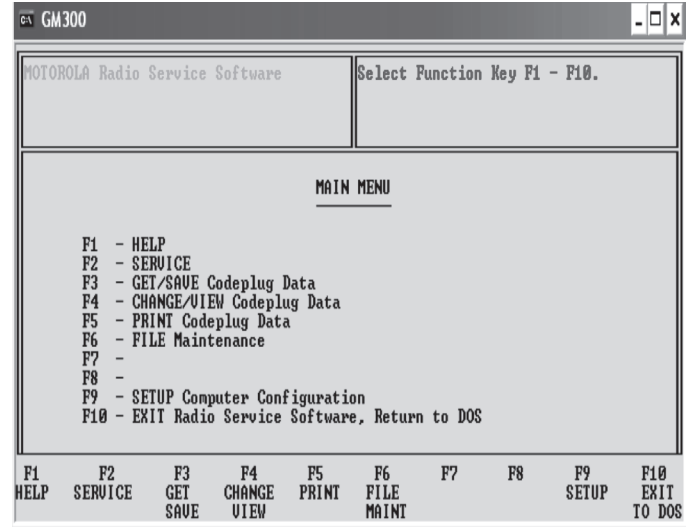 GM300
MOTOROLA Radio Service Software
Select Function Key F1 - F10.
MAIN MENU
F1 - HELP
F2 - SERVICE
F3 - GET/SAVE Codeplug Data
F4 - CHANGE/VIEW Codeplug Data
F5 - PRINT Codeplug Data
F6 - FILE Maintenance
F7 -
F8 -
F9 - SETUP Computer Configuration
F10 - EXIT Radio Service Software, Return to DOS
F1 F2 F3 F4 F5 F6 F7 F8 F9 F10
HELP SERVICE GET CHANGE PRINT FILE SETUP EXIT
SAVE VIEW MAINT TO DOS